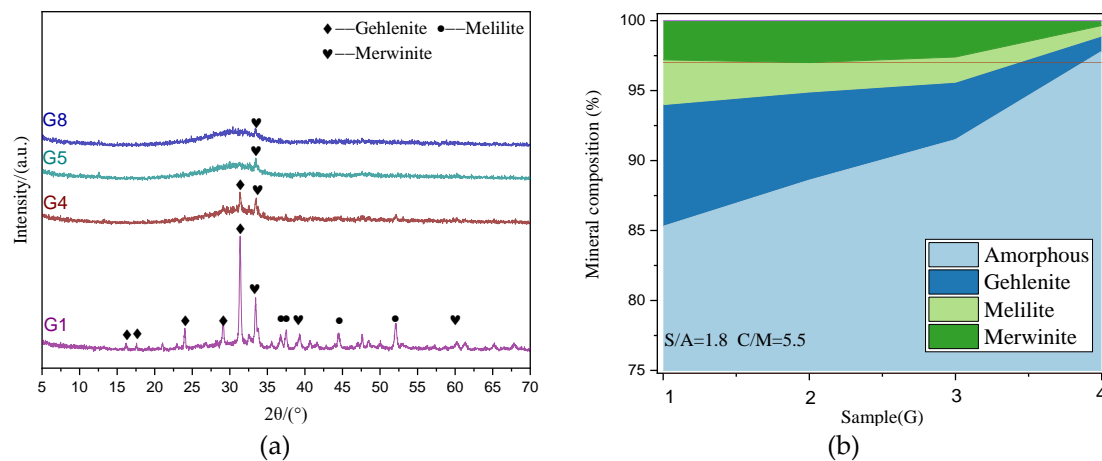 ♦—Gehlenite ●—Melilite
♥—Merwinite
G8
G5
G4
G1
Intensity/(a.u.)
5 10 15 20 25 30 35 40 45 50 55 60 65 70
2θ/(°)
(a)
100
95
90
85
80
75
Mineral composition (%)
Amorphous
Gehlenite
Melilite
Merwinite
S/A=1.8 C/M=5.5
1 2 3 4
Sample(G)
(b)